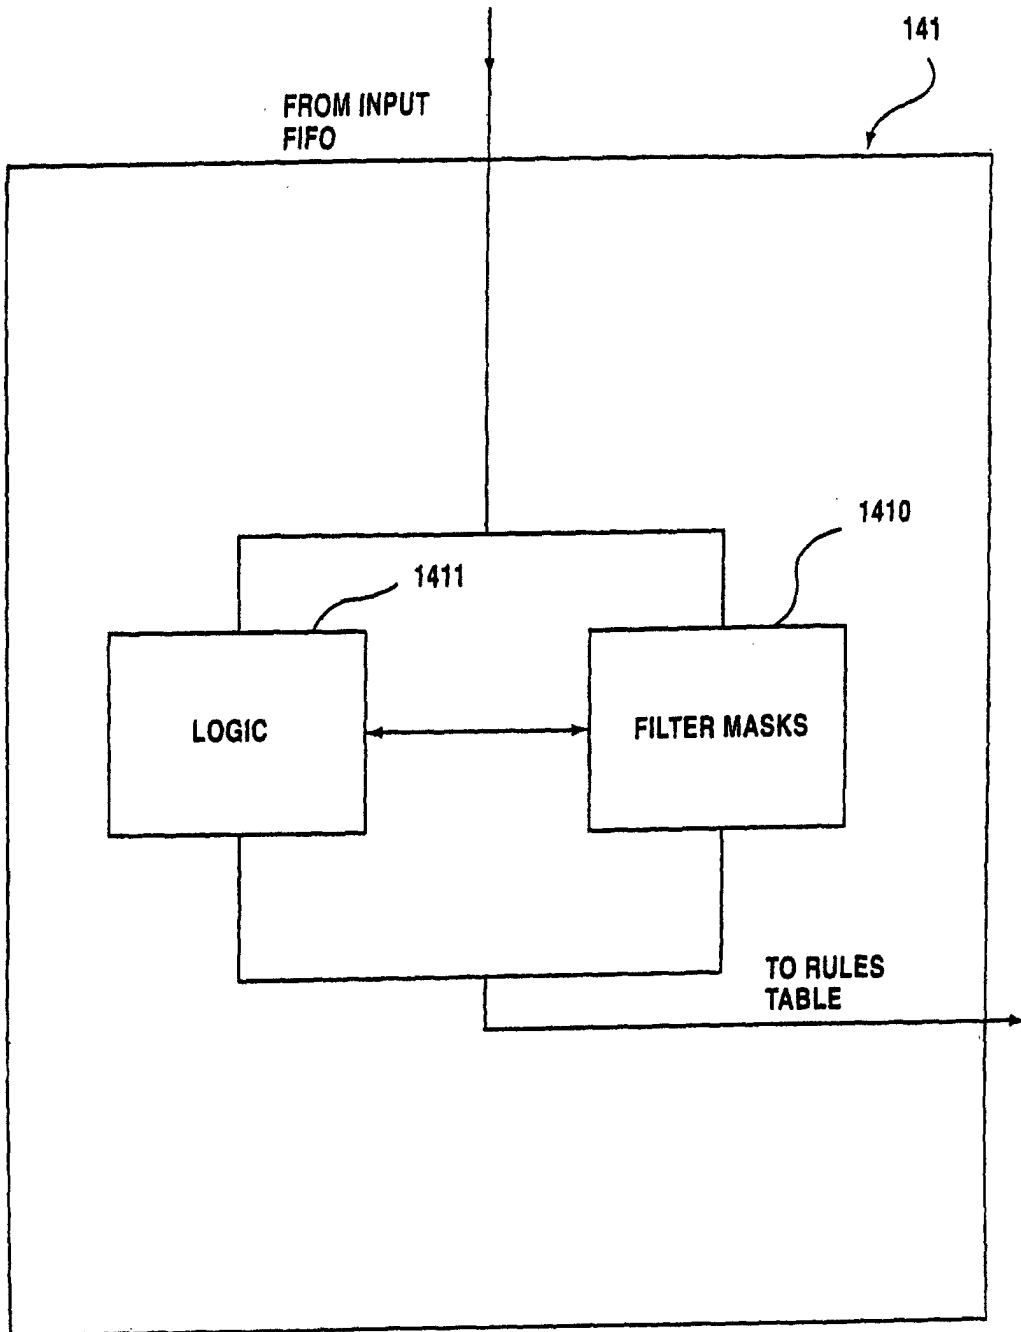 141
FROM INPUT
FIFO
1410
1411
LOGIC
FILTER MASKS
TO RULES
TABLE